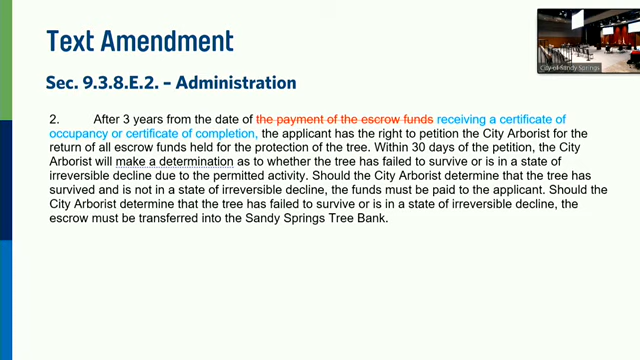 Text Amendment
Sec. 9.3.8.E.2. – Administration
2. After 3 years from the date of the payment of the escrow funds receiving a certificate of
occupancy or certificate of completion, the applicant has the right to petition the City Arborist for the
return of all escrow funds held for the protection of the tree. Within 30 days of the petition, the City
Arborist will make a determination as to whether the tree has failed to survive or is in a state of
irreversible decline due to the permitted activity. Should the City Arborist determine that the tree has
survived and is not in a state of irreversible decline, the funds must be paid to the applicant. Should the
City Arborist determine that the tree has failed to survive or is in a state of irreversible decline, the
escrow must be transferred into the Sandy Springs Tree Bank.
City of Sandy Springs